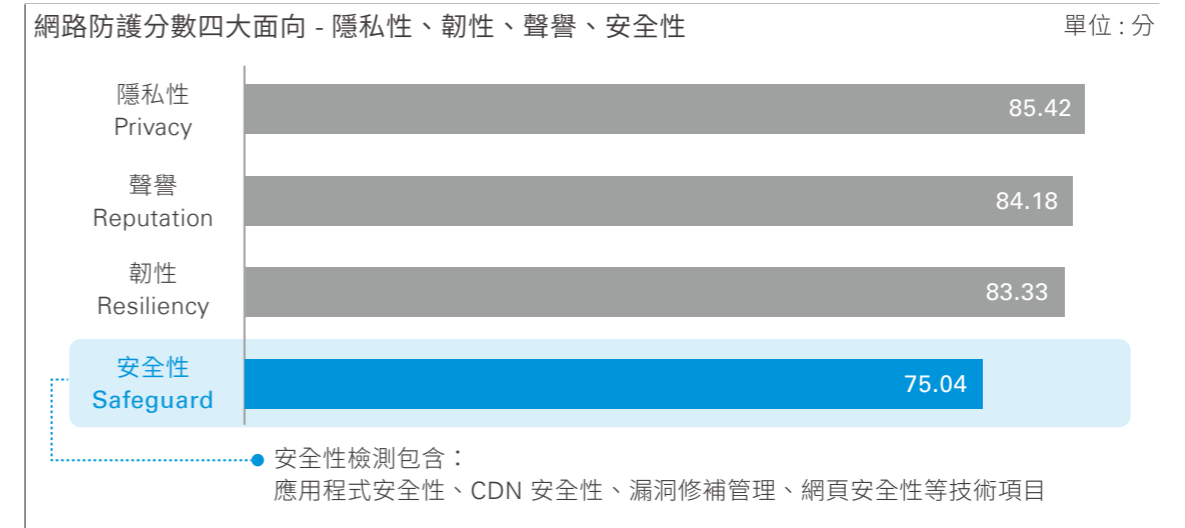 網路防護分數四大面向 - 隱私性、韌性、聲譽、安全性
單位 : 分
隱私性
Privacy
85.42
聲譽
Reputation
84.18
韌性
Resiliency
83.33
安全性
Safeguard
75.04
安全性檢測包含：
應用程式安全性、CDN 安全性、漏洞修補管理、網頁安全性等技術項目